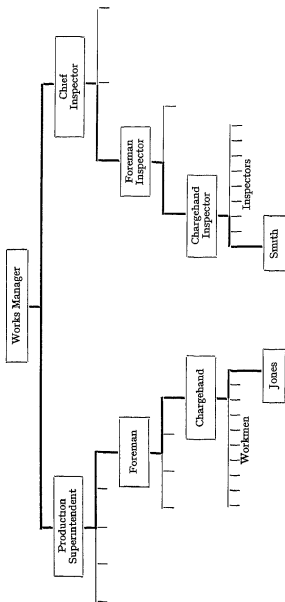 Works Manager
Production
Superintendent
Chief
Inspector
Foreman
Foreman
Inspector
Chargehand
Chargehand
Inspector
Workmen
Inspectors
Jones
Smith